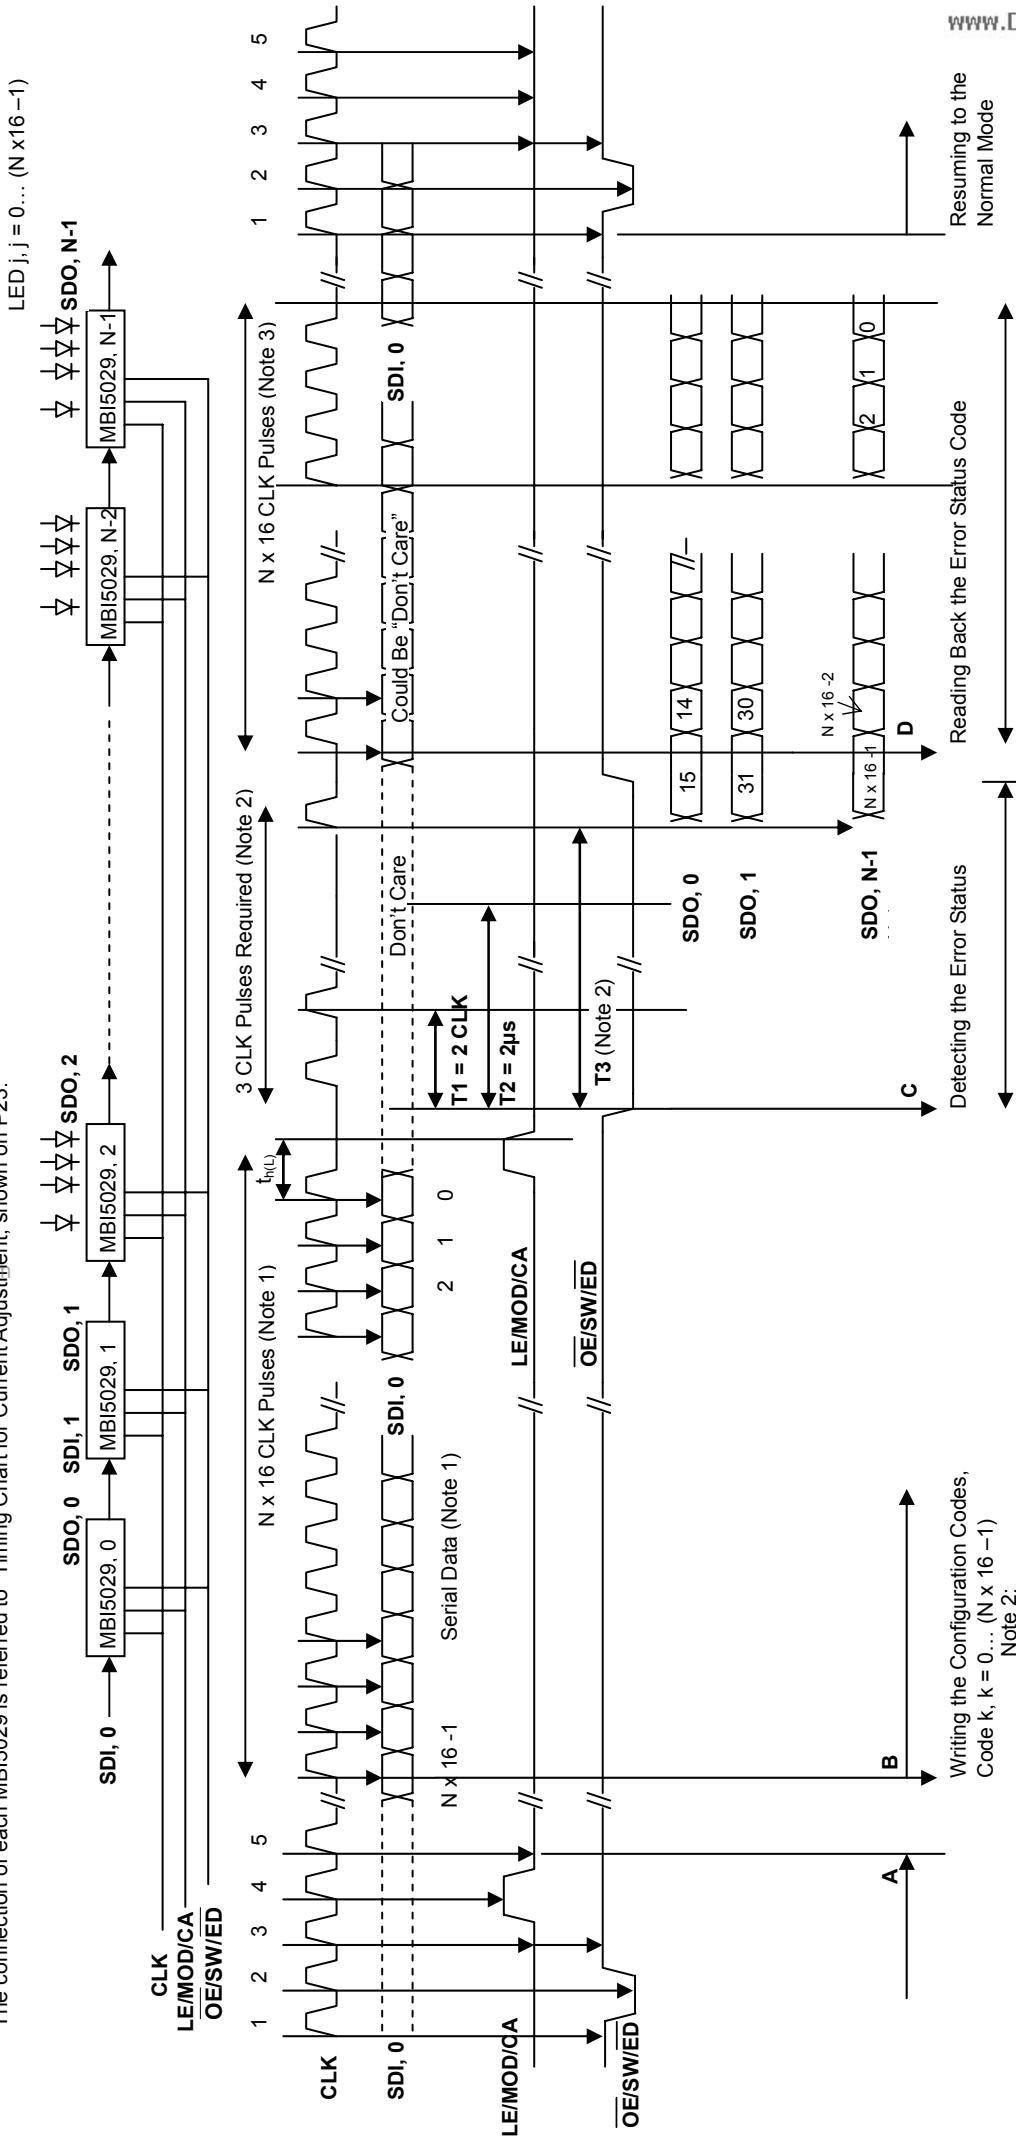 The connection of each MBI5029 is referred to "Timing Chart for Current Adjustment, shown on P23.
LED j, j = 0... (N x16 –1)
SDO, 0 SDI, 1 SDO, 1 SDO, 2 SDO, N-1
SDI, 0 MBI5029, 0 MBI5029, 1 MBI5029, 2 MBI5029, N-2 MBI5029, N-1
CLK
LE/MOD/CA
OE/SW/ED
1 2 3 4 5 N x 16 CLK Pulses (Note 1) 3 CLK Pulses Required (Note 2) N x 16 CLK Pulses (Note 3) 1 2 3 4 5
th(L)
CLK
SDI, 0 SDI, 0 Don't Care Could Be "Don't Care" SDI, 0
N x 16 -1 Serial Data (Note 1) 2 1 0 T1 = 2 CLK
T2 = 2µs
LE/MOD/CA LE/MOD/CA
OE/SW/ED OE/SW/ED T3 (Note 2)
SDO, 0 15 14
SDO, 1 31 30
N x 16 -2
SDO, N-1 N x 16 -1 2 1 0
A B C D
Writing the Configuration Codes, Detecting the Error Status Reading Back the Error Status Code Resuming to the
Code k, k = 0... (N x 16 –1) Normal Mode
Note 2:
www.D